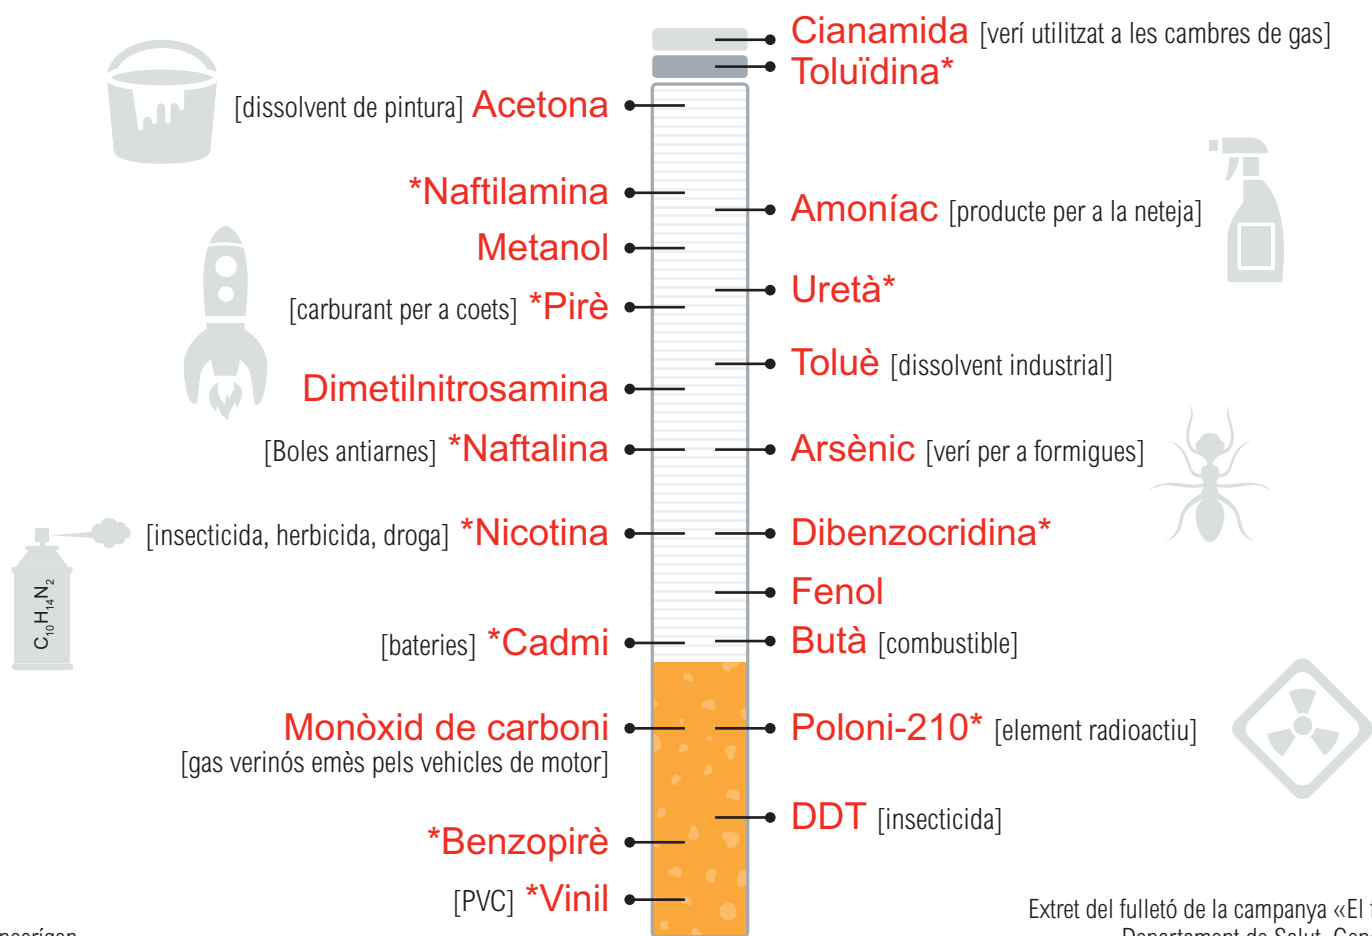 Cianamida [verí utilitzat a les cambres de gas]
Toluïdina*
[dissolvent de pintura] Acetona
*Naftilamina
Amoníac [producte per a la neteja]
Metanol
Uretà*
[carburant per a coets] *Pirè
Toluè [dissolvent industrial]
Dimetilnitrosamina
[Boles antiarnes] *Naftalina
Arsènic [verí per a formigues]
[insecticida, herbicida, droga] *Nicotina
Dibenzocridina*
C₁₀H₁₄N₂
Fenol
[bateries] *Cadmi
Butà [combustible]
Monòxid de carboni
[gas verinós emès pels vehicles de motor]
Poloni-210* [element radioactiu]
DDT [insecticida]
*Benzopirè
[PVC] *Vinil
Extret del fulletó de la campanya «El
Departament de Salut.